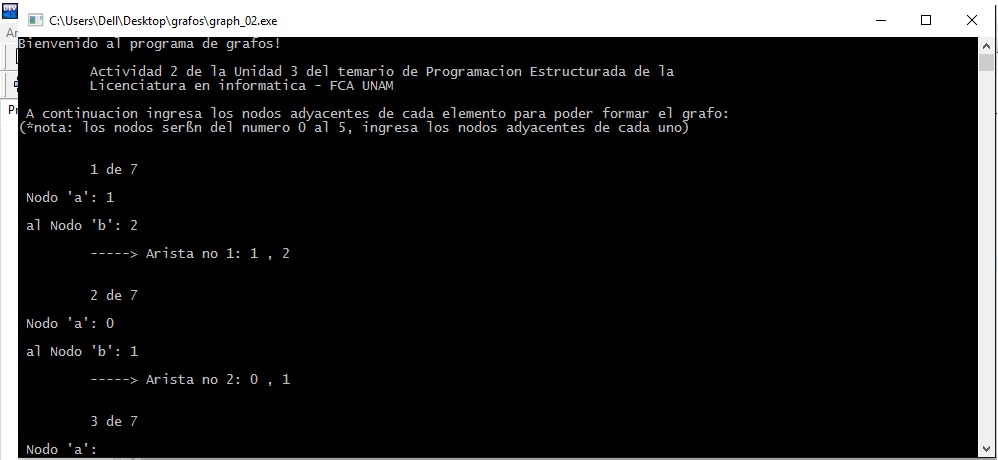 DEV
C:\Users\Dell\Desktop\grafos\graph_02.exe
Ar
Bienvenido al programa de grafos!
Actividad 2 de la Unidad 3 del temario de Programacion Estructurada de la
Licenciatura en informatica - FCA UNAM
Pr
A continuacion ingresa los nodos adyacentes de cada elemento para poder formar el grafo:
(*nota: los nodos serßn del numero 0 al 5, ingresa los nodos adyacentes de cada uno)
1 de 7
Nodo 'a': 1
al Nodo 'b': 2
-----> Arista no 1: 1 , 2
2 de 7
Nodo 'a': 0
al Nodo 'b': 1
-----> Arista no 2: 0 , 1
3 de 7
Nodo 'a':